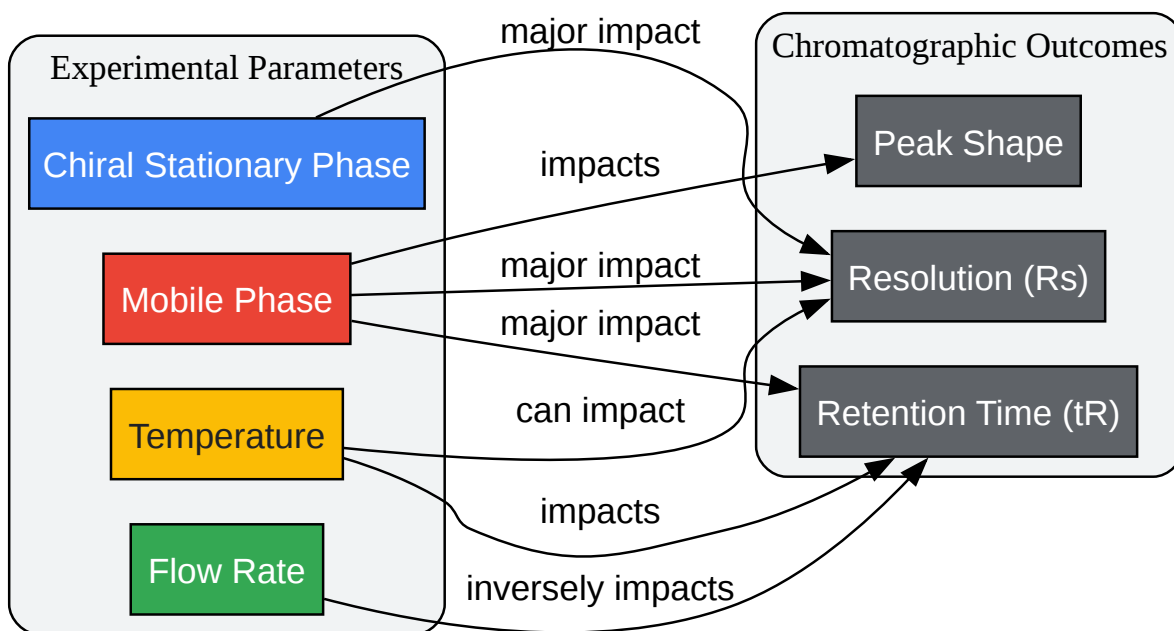 Experimental Parameters
Chiral Stationary Phase
Mobile Phase
Temperature
Flow Rate
major impact
impacts
major impact
major impact
can impact
impacts
inversely impacts
Chromatographic Outcomes
Peak Shape
Resolution (Rs)
Retention Time (tR)